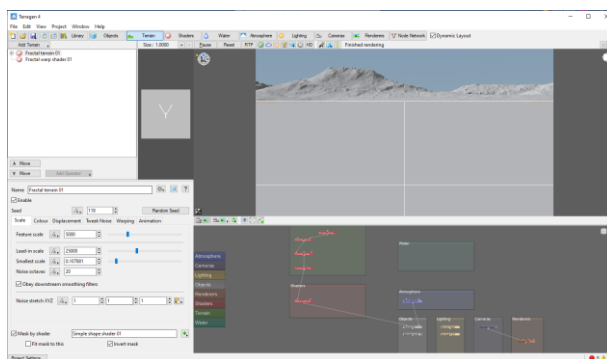 Terragen 4
File Edit View Project Window Help
Library Objects Terrain Shaders Water Atmosphere Lighting Cameras Renderers Node Network Dynamic Layout
Add Terrain
Size: 1.0000
Pause Reset RTP HD Finished rendering
Fractal terrain 01
Fractal warp shader 01
Move
Move Add Operator
Name Fractal terrain 01
Enable
Seed 110 Random Seed
Scale Colour Displacement Tweak Noise Warping Animation
Feature scale 5000
Lead-in scale 25000
Smallest scale
Noise octaves 20
Obey downstream smoothing filters
Noise stretch XYZ 1 1 1
Mask by shader Simple shape shader 01
Fit mask to this Invert mask
Project Settings
Atmosphere
Cameras
Lighting
Objects
Renderers
Shaders
Terrain
Water
Shaders
Water
Atmosphere
Objects Lighting Cameras Renderers